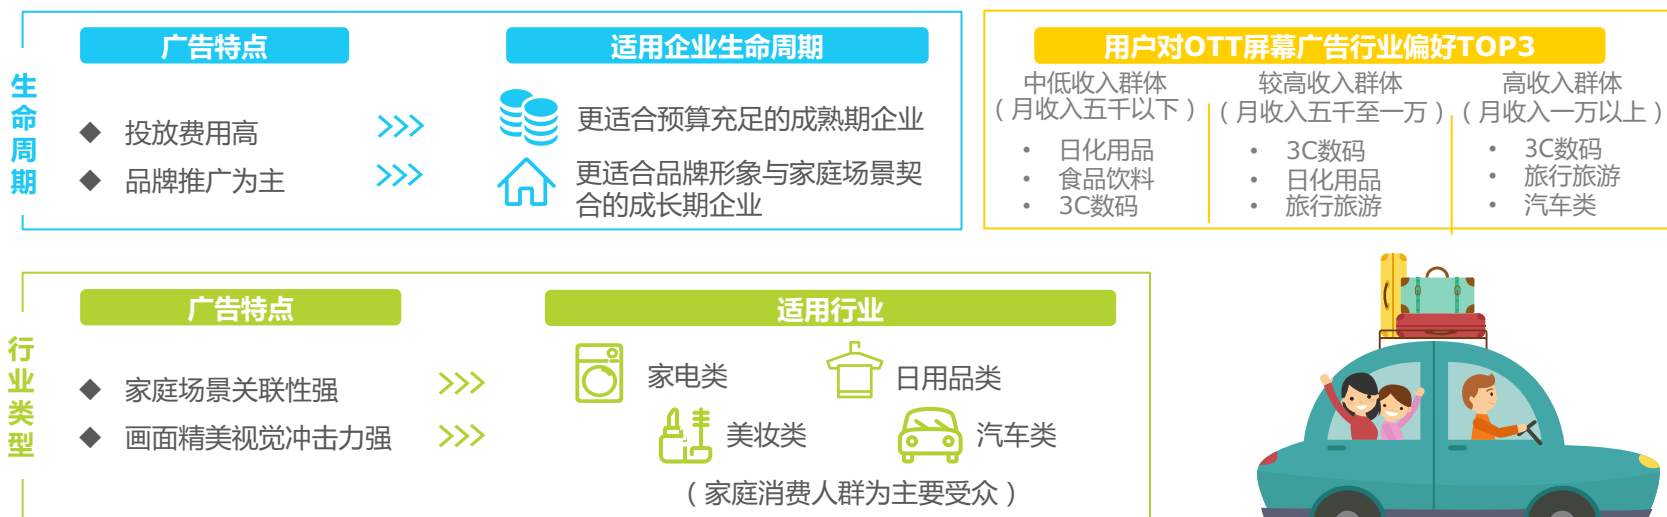 生命周期
广告特点
适用企业生命周期
◆ 投放费用高
更适合预算充足的成熟期企业
◆ 品牌推广为主
更适合品牌形象与家庭场景契
合的成长期企业
用户对OTT屏幕广告行业偏好TOP3
中低收入群体
（月收入五千以下）
• 日化用品
• 食品饮料
• 3C数码
较高收入群体
（月收入五千至一万）
• 3C数码
• 日化用品
• 旅行旅游
高收入群体
（月收入一万以上）
• 3C数码
• 旅行旅游
• 汽车类
行业类型
广告特点
适用行业
◆ 家庭场景关联性强
◆ 画面精美视觉冲击力强
家电类
日用品类
美妆类
汽车类
（家庭消费人群为主要受众）